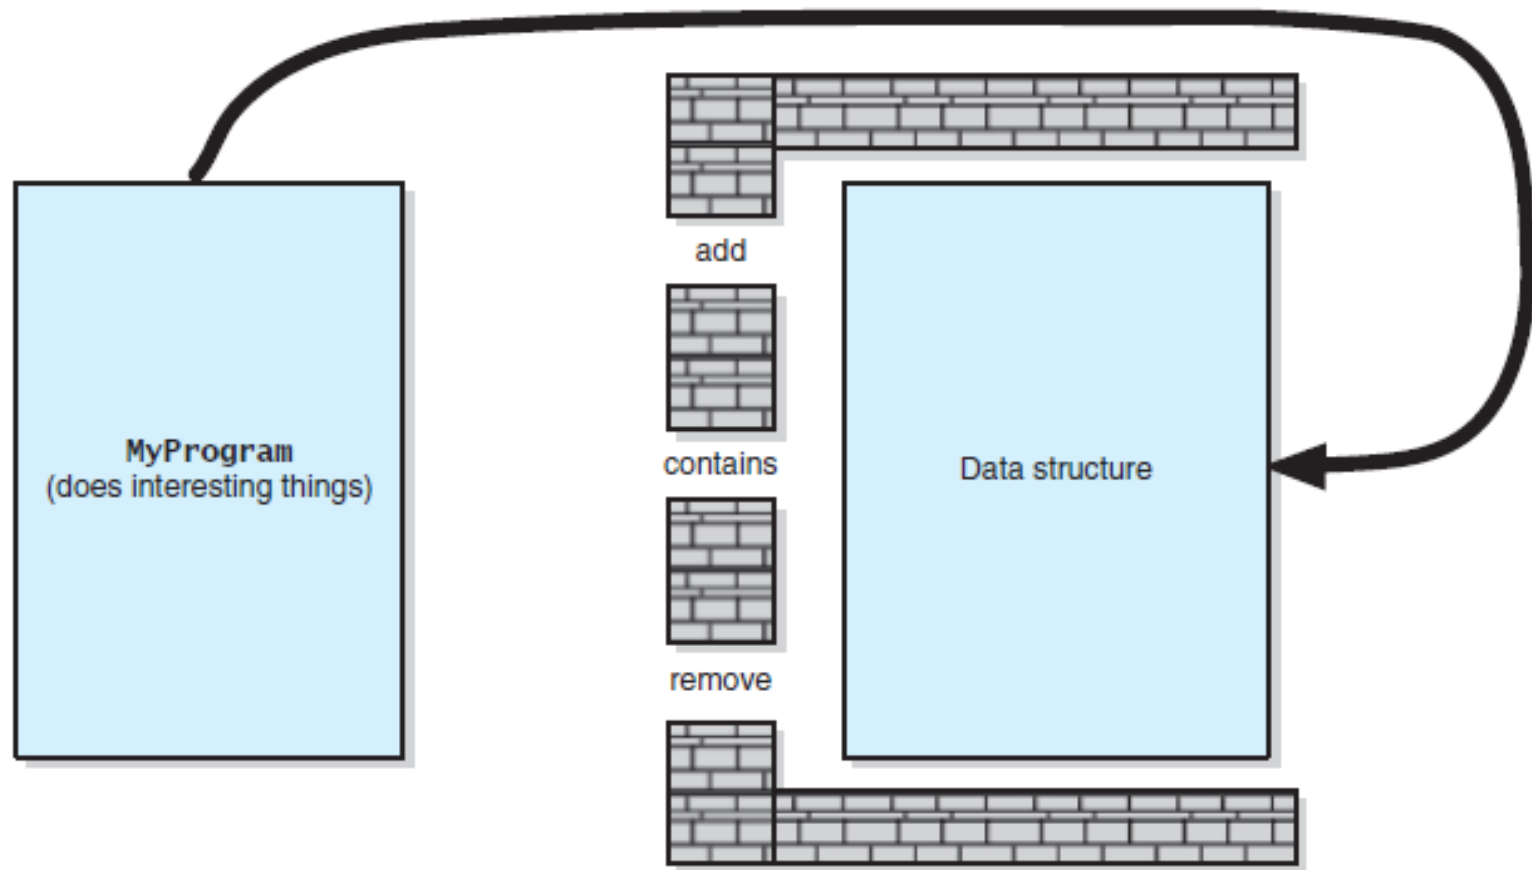 add
MyProgram
(does interesting things)
contains
Data structure
remove